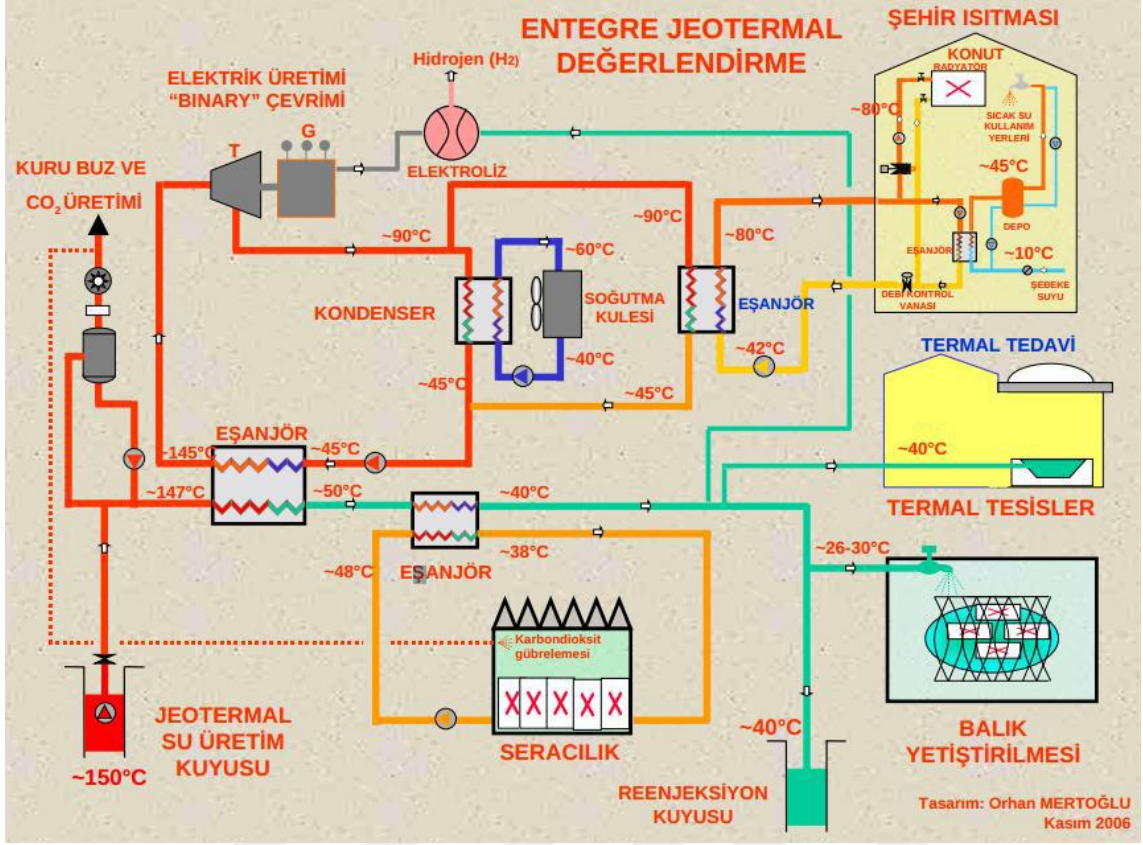 ENTEGRE JEOTERMAL
DEĞERLENDİRME
ŞEHİR ISITMASI
KONUT
RADYATÖR
SICAK SU
KULLANIM
YERLERİ
~80°C
~45°C
DEPO
EŞANJÖR
~10°C
DEBİ KONTROL
VANASI
ŞEBEKE
SUYU
Hidrojen (H2)
ELEKTRİK ÜRETİMİ
“BINARY” ÇEVRİMİ
G
T
ELEKTROLİZ
KURU BUZ VE
CO2 ÜRETİMİ
~90°C
~90°C
~80°C
~60°C
KONDENSER
SOĞUTMA
KULESİ
EŞANJÖR
~40°C
~42°C
~45°C
~45°C
TERMAL TEDAVİ
~40°C
TERMAL TESİSLER
EŞANJÖR
~145°C
~45°C
~147°C
~50°C
~40°C
~48°C
~38°C
EŞANJÖR
~26-30°C
Karbondioksit
gübrelemesi
SERACILIK
JEOTERMAL
SU ÜRETİM
KUYUSU
~150°C
~40°C
REENJEKSİYON
KUYUSU
BALIK
YETİŞTİRİLMESİ
Tasarım: Orhan MERTOĞLU
Kasım 2006